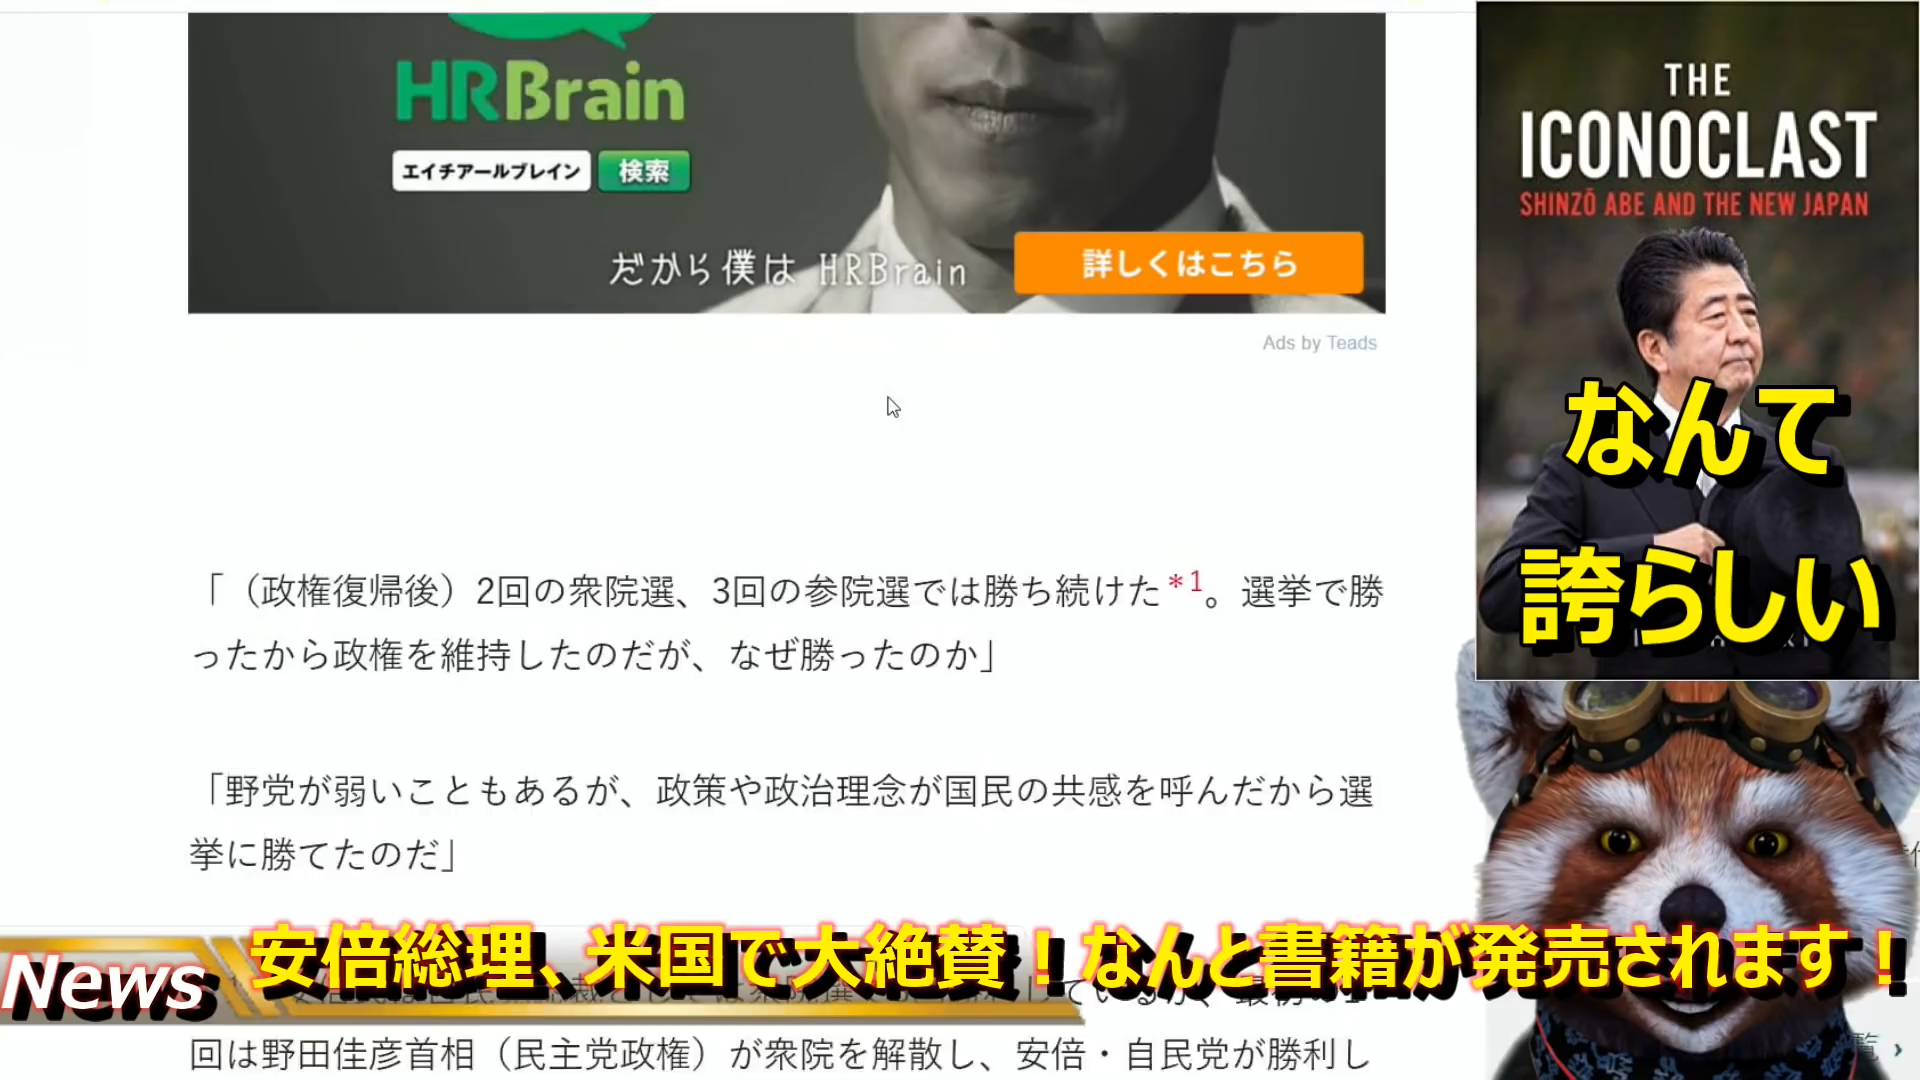 HRBrain
エイチアールブレイン
検索
だから僕は HRBrain
詳しくはこちら
Ads by Teads
「（政権復帰後）2回の衆院選、3回の参院選では勝ち続けた＊1。選挙で勝
ったから政権を維持したのだが、なぜ勝ったのか」
「野党が弱いこともあるが、政策や政治理念が国民の共感を呼んだから選
挙に勝てたのだ」
回は野田佳彦首相（民主党政権）が衆院を解散し、安倍・自民党が勝利し
THE
ICONOCLAST
SHINZŌ ABE AND THE NEW JAPAN
なんて
誇らしい
News
安倍総理、米国で大絶賛！なんと書籍が発売されます！
覧